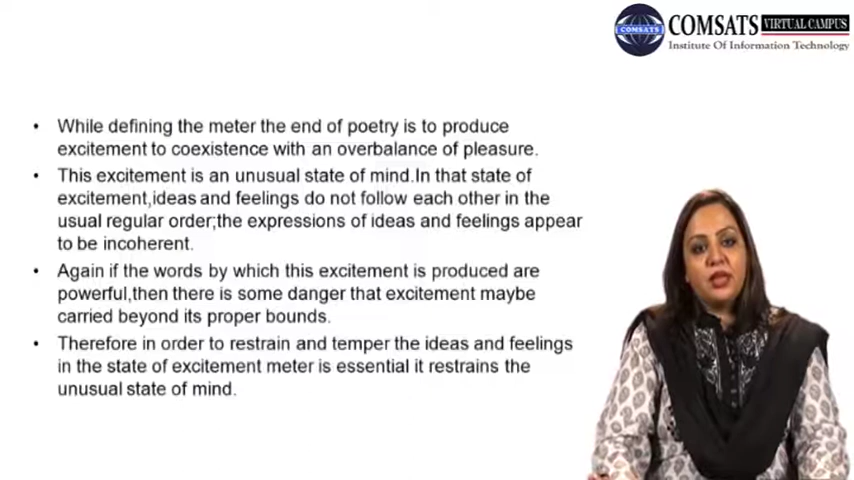 COMSATS VIRTUAL CAMPUS
COMSATS
Institute Of Information Technology
• While defining the meter the end of poetry is to produce
excitement to coexistence with an overbalance of pleasure.
• This excitement is an unusual state of mind.In that state of
excitement,ideas and feelings do not follow each other in the
usual regular order;the expressions of ideas and feelings appear
to be incoherent.
• Again if the words by which this excitement is produced are
powerful,then there is some danger that excitement maybe
carried beyond its proper bounds.
• Therefore in order to restrain and temper the ideas and feelings
in the state of excitement meter is essential it restrains the
unusual state of mind.